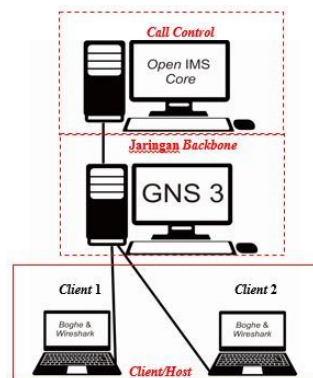 Call Control
Open IMS
Core
Jaringan Backbone
GNS 3
Client 1
Client 2
Boghe &
Wireshark
Boghe &
Wireshark
Client/Host